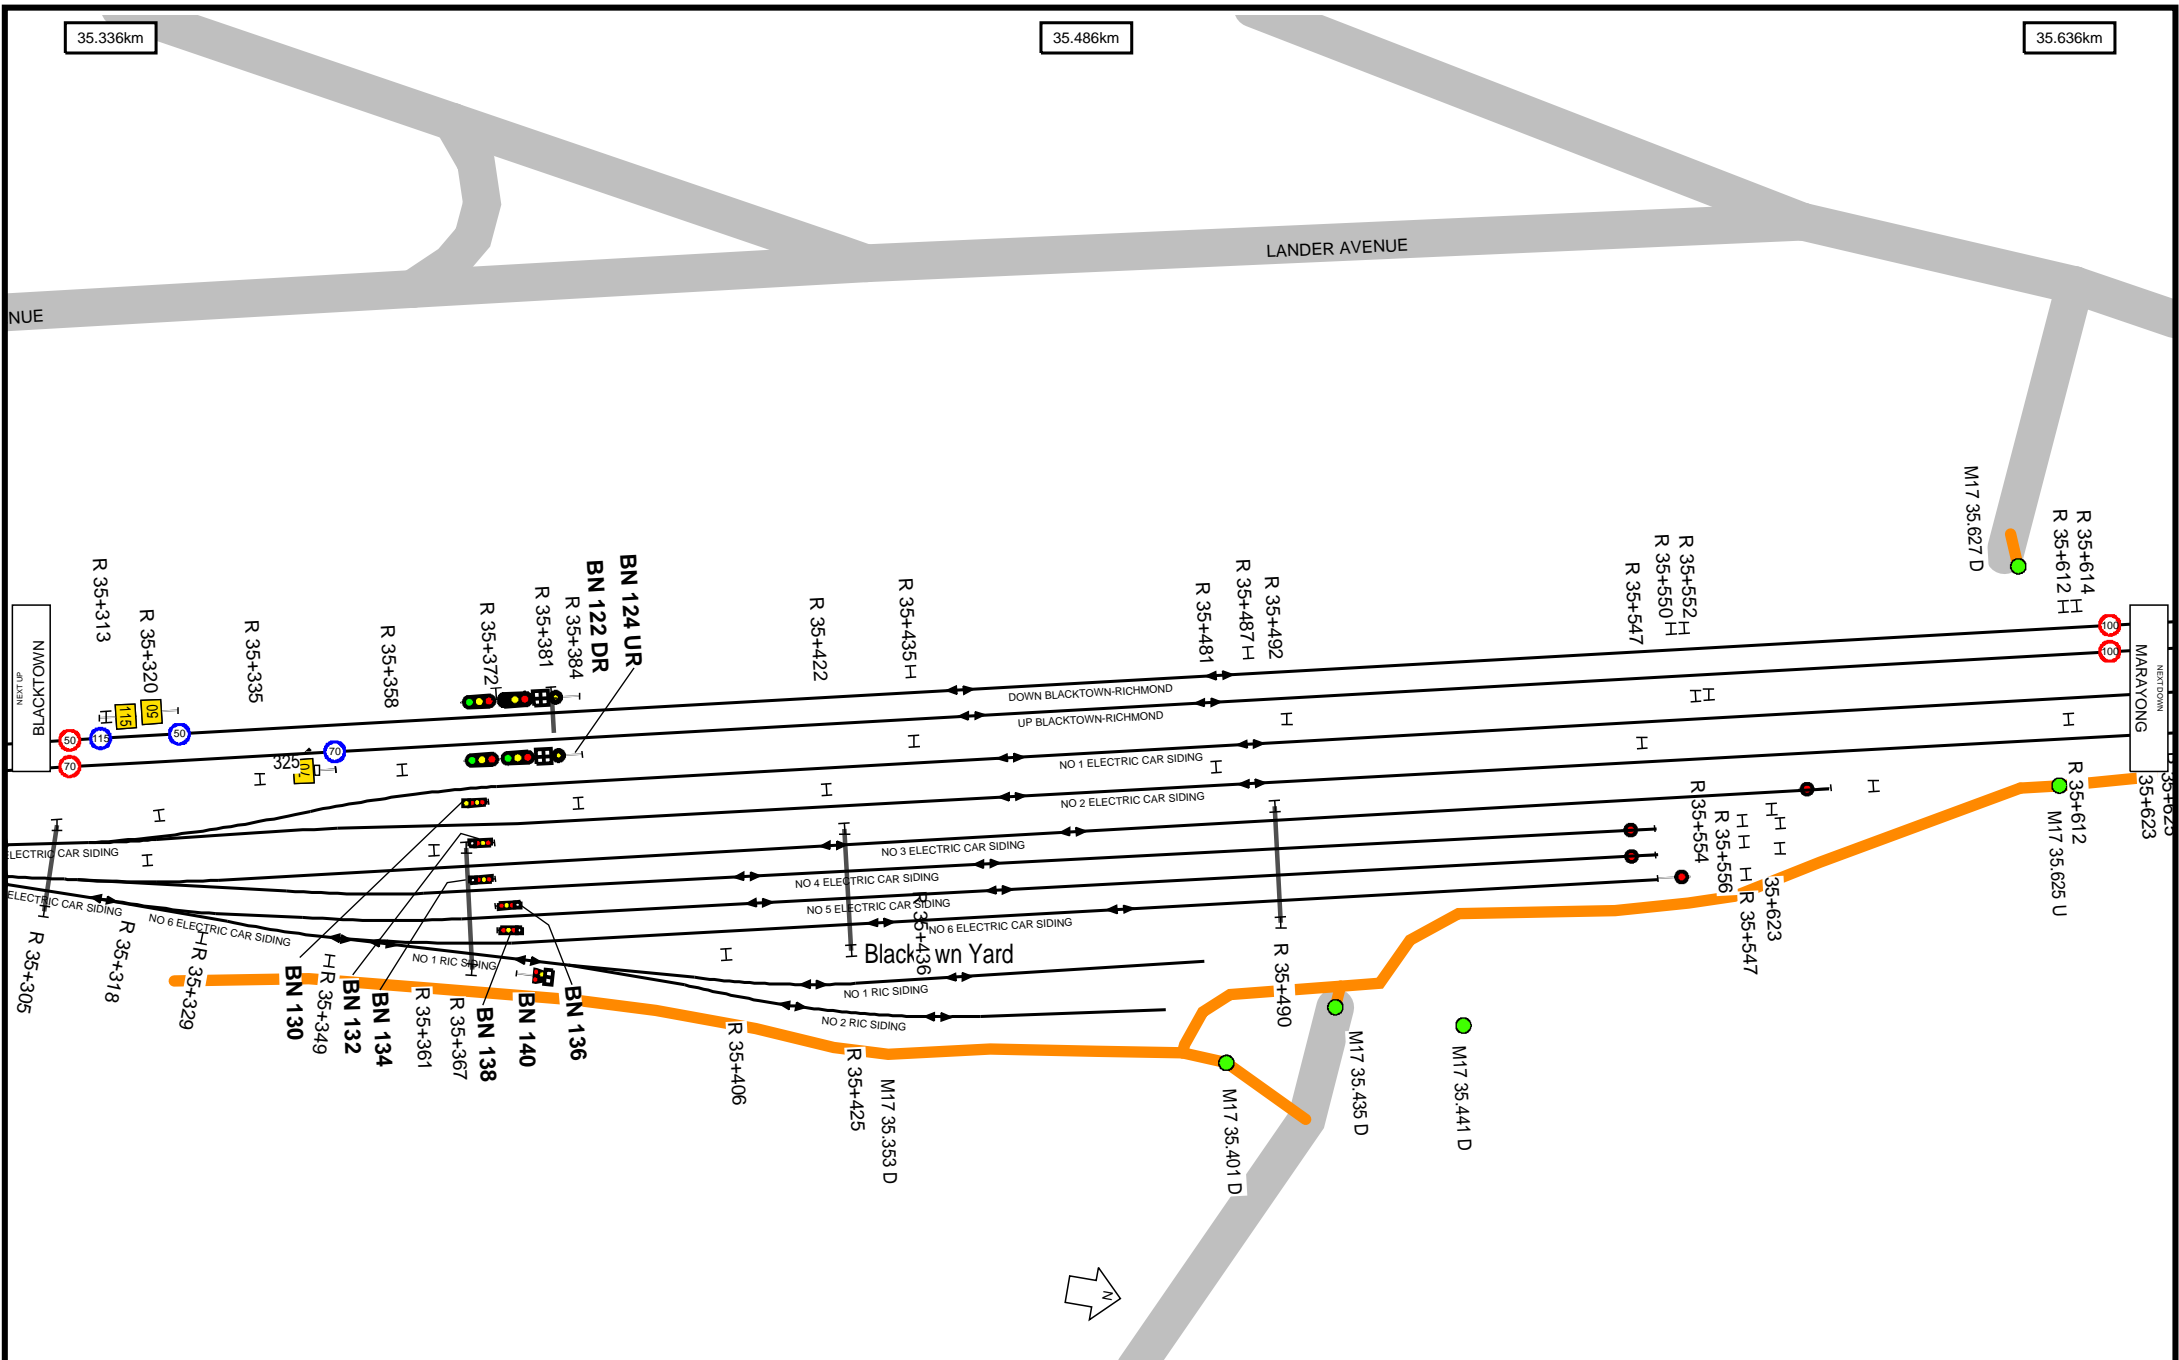 35.336km
35.486km
35.636km
LANDER AVENUE
NUE
M17 35.627 D
R 35+612
R 35+614
R 35+313
R 35+320
R 35+335
R 35+358
R 35+372
R 35+381
R 35+384
BN 122 DR
BN 124 UR
R 35+422
R 35+435
R 35+481
R 35+487
R 35+492
R 35+547
R 35+550
R 35+552
NEXT UP
BLACKTOWN
NEXT DOWN
MARAYONG
115
50
50
115
50
70
70
325
100
100
DOWN BLACKTOWN-RICHMOND
UP BLACKTOWN-RICHMOND
NO 1 ELECTRIC CAR SIDING
NO 2 ELECTRIC CAR SIDING
NO 3 ELECTRIC CAR SIDING
NO 4 ELECTRIC CAR SIDING
NO 5 ELECTRIC CAR SIDING
NO 6 ELECTRIC CAR SIDING
ELECTRIC CAR SIDING
ELECTRIC CAR SIDING
NO 6 ELECTRIC CAR SIDING
NO 1 RIC SIDING
NO 1 RIC SIDING
NO 2 RIC SIDING
R 35+436
R35+554
R 35+556
R 35+547
35+623
R 35+612
M17 35.625 U
35+623
R 35+305
R 35+318
R 35+329
BN 130
R 35+349
BN 132
BN 134
R 35+361
R 35+367
BN 138
BN 140
BN 136
R 35+406
R 35+425
M17 35.353 D
R 35+490
M17 35.401 D
M17 35.435 D
M17 35.441 D
N